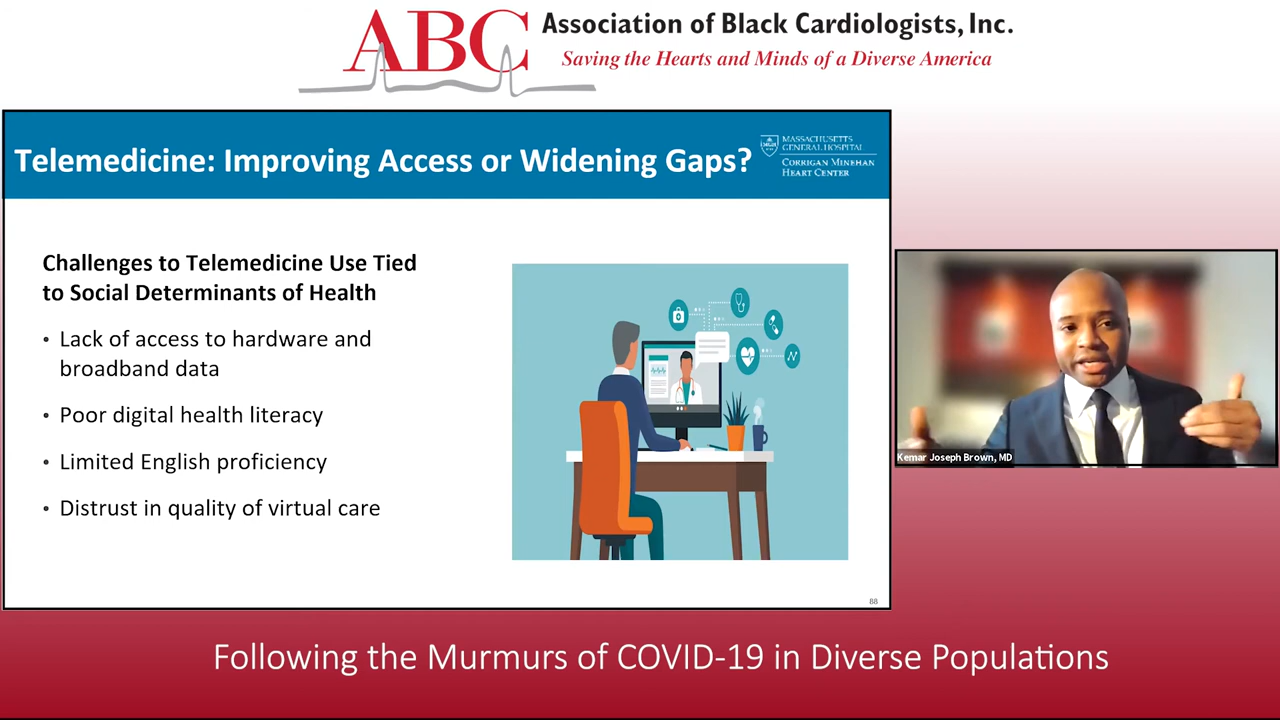 ABC
Association of Black Cardiologists, Inc.
Saving the Hearts and Minds of a Diverse America
Telemedicine: Improving Access or Widening Gaps?
MASSACHUSETTS
GENERAL HOSPITAL
CORRIGAN MINEHAN
HEART CENTER
Challenges to Telemedicine Use Tied
to Social Determinants of Health
• Lack of access to hardware and
broadband data
• Poor digital health literacy
• Limited English proficiency
• Distrust in quality of virtual care
88
Kemar Joseph Brown, MD
Following the Murmurs of COVID-19 in Diverse Populations